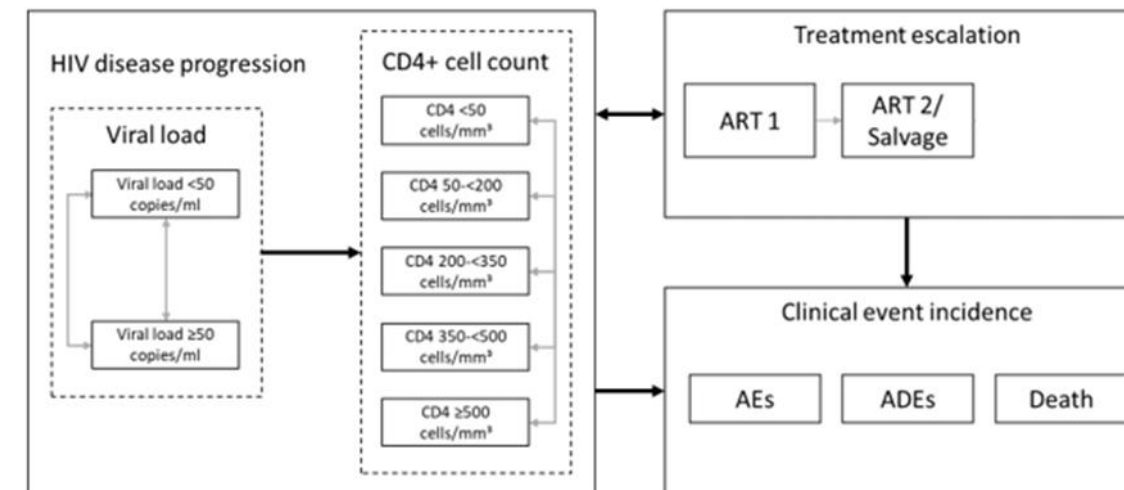 HIV disease progression
Viral load
Viral load <50
copies/ml
Viral load ≥50
copies/ml
CD4+ cell count
CD4 <50
cells/mm³
CD4 50-<200
cells/mm³
CD4 200-<350
cells/mm³
CD4 350-<500
cells/mm³
CD4 ≥500
cells/mm³
Treatment escalation
ART 1
ART 2/
Salvage
Clinical event incidence
AEs
ADEs
Death